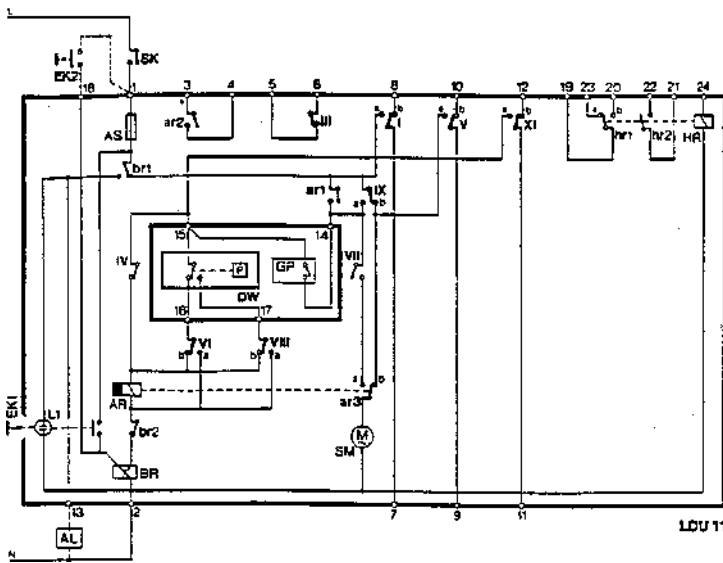 L
EK2
SK
18 1 3 4 5 6 8 10 12 19 23 20 22 21 24
AS
ar2
III
a b I
a b V
a b XI
a b hr1
hr2
HR
br1
ar1
IX
a b
15
14
IV
P
GP
VII
DW
16 17
VI
b a
VIII
b a
AR
a b
ar3
EK1
L1
br2
M
SM
BR
13 2 7 9 11
LDU 11
AL
N